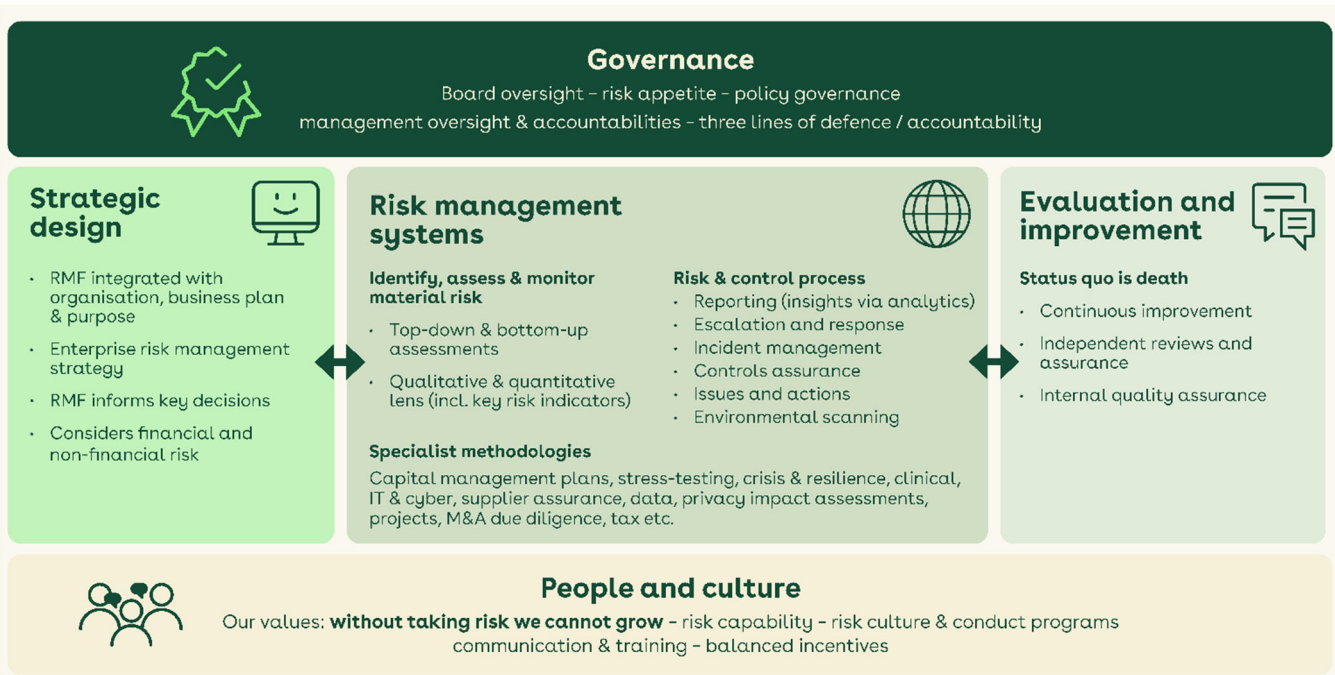 Governance
Board oversight – risk appetite – policy governance
management oversight & accountabilities – three lines of defence / accountability
Strategic
design
• RMF integrated with
organisation, business plan
& purpose
• Enterprise risk management
strategy
• RMF informs key decisions
• Considers financial and
non-financial risk
Risk management
systems
Identify, assess & monitor
material risk
• Top-down & bottom-up
assessments
• Qualitative & quantitative
lens (incl. key risk indicators)
Risk & control process
• Reporting (insights via analytics)
• Escalation and response
• Incident management
• Controls assurance
• Issues and actions
• Environmental scanning
Specialist methodologies
Capital management plans, stress-testing, crisis & resilience, clinical,
IT & cyber, supplier assurance, data, privacy impact assessments,
projects, M&A due diligence, tax etc.
Evaluation and
improvement
Status quo is death
• Continuous improvement
• Independent reviews and
assurance
• Internal quality assurance
People and culture
Our values: without taking risk we cannot grow – risk capability – risk culture & conduct programs
communication & training – balanced incentives